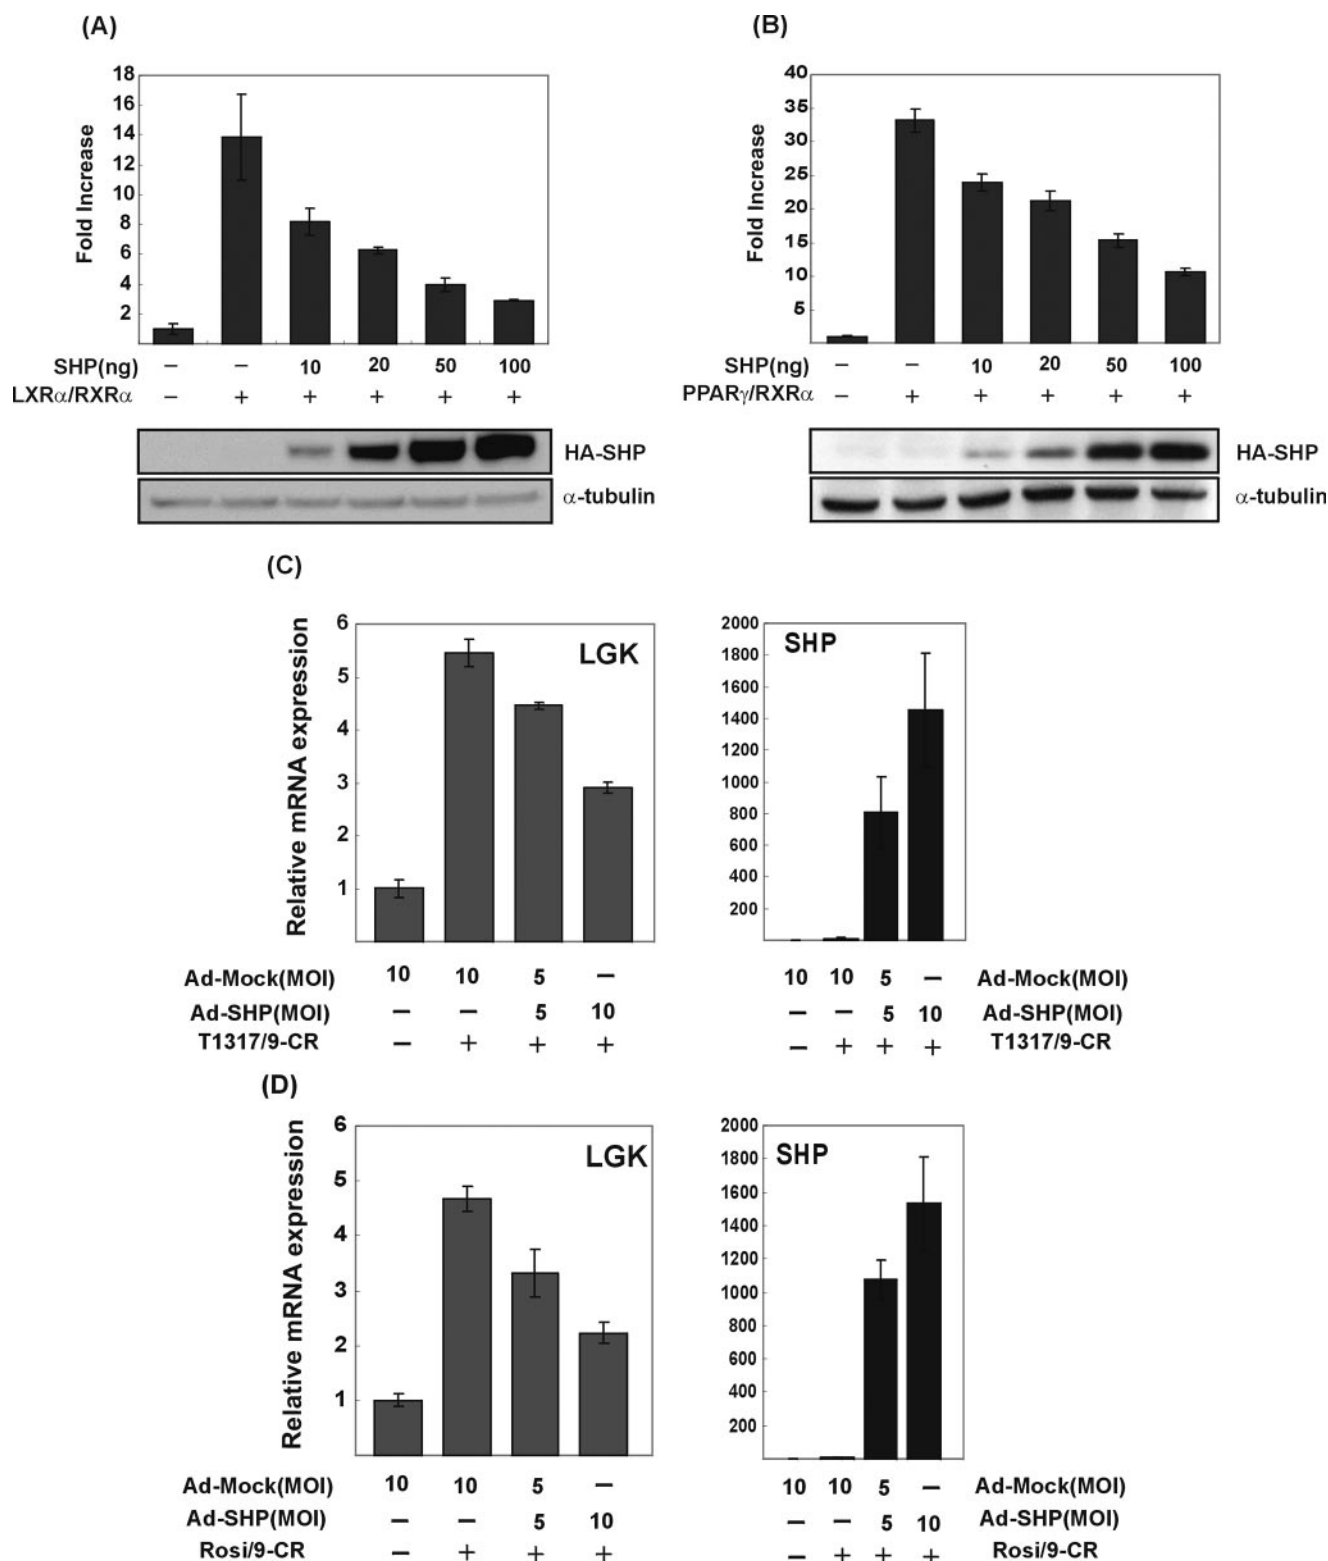 (A)
(B)
Fold Increase
18
16
14
12
10
8
6
4
2
SHP(ng) – – 10 20 50 100
LXRα/RXRα – + + + + +
HA-SHP
α-tubulin
Fold Increase
40
35
30
25
20
15
10
5
SHP(ng) – – 10 20 50 100
PPARγ/RXRα – + + + + +
HA-SHP
α-tubulin
(C)
Relative mRNA expression
6
5
4
3
2
1
LGK
Ad-Mock(MOI) 10 10 5 –
Ad-SHP(MOI) – – 5 10
T1317/9-CR – + + +
2000
1800
1600
1400
1200
1000
800
600
400
200
SHP
10 10 5 – Ad-Mock(MOI)
– – 5 10 Ad-SHP(MOI)
– + + + T1317/9-CR
(D)
Relative mRNA expression
6
5
4
3
2
1
LGK
Ad-Mock(MOI) 10 10 5 –
Ad-SHP(MOI) – – 5 10
Rosi/9-CR – + + +
2000
1800
1600
1400
1200
1000
800
600
400
200
SHP
10 10 5 – Ad-Mock(MOI)
– – 5 10 Ad-SHP(MOI)
– + + + Rosi/9-CR